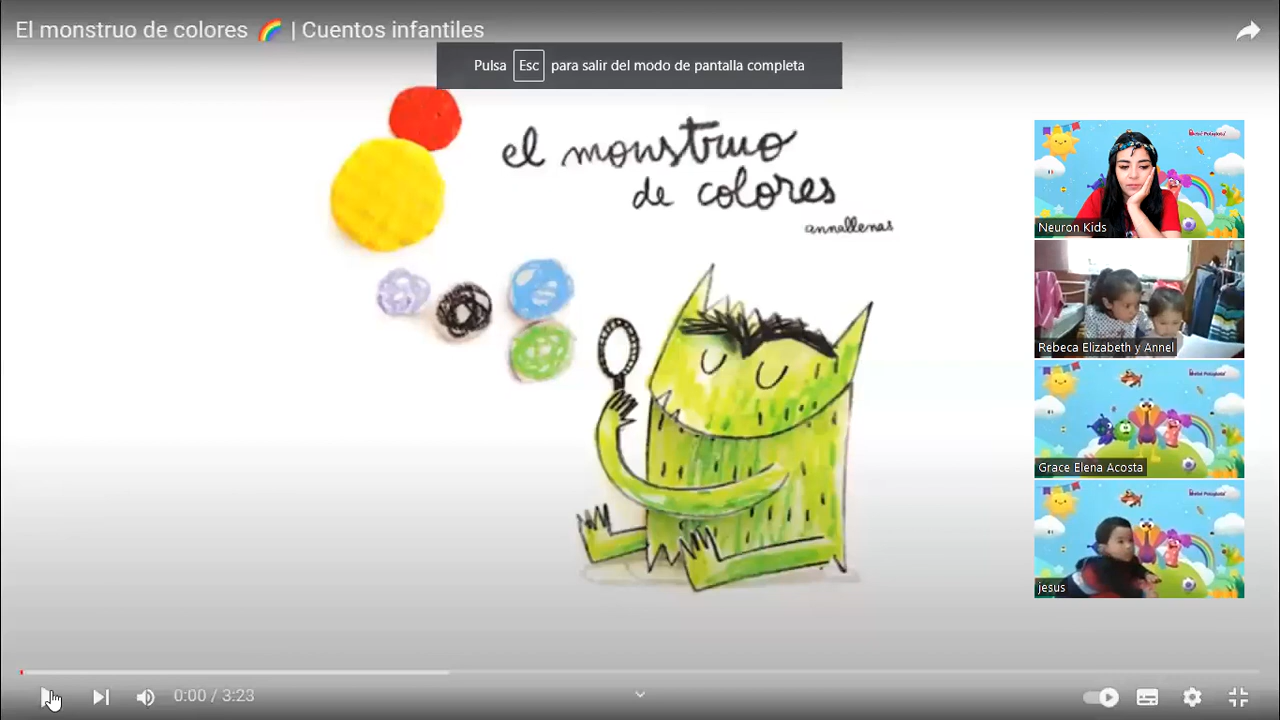 El monstruo de colores 🌈 | Cuentos infantiles
Pulsa Esc para salir del modo de pantalla completa
el monstruo
de colores
annallenas
Neuron Kids
Rebeca Elizabeth y Annel
Grace Elena Acosta
jesus
0:00 / 3:23